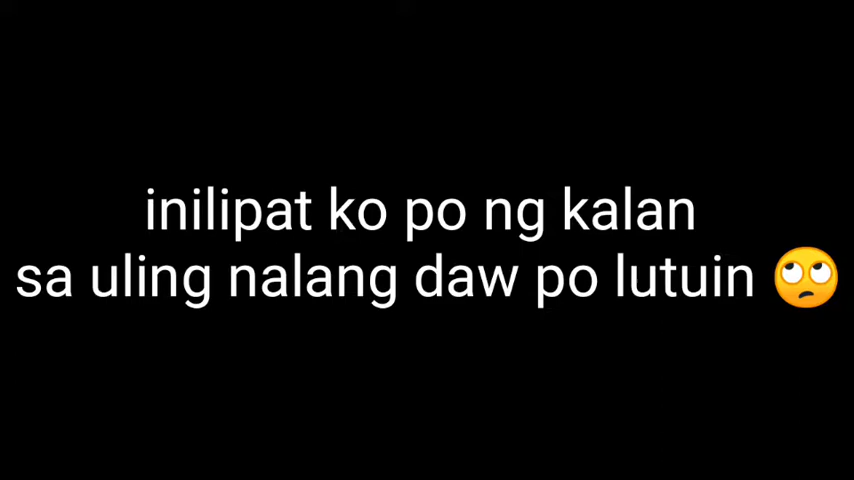 inilipat ko po ng kalan
sa uling nalang daw po lutuin 🙄